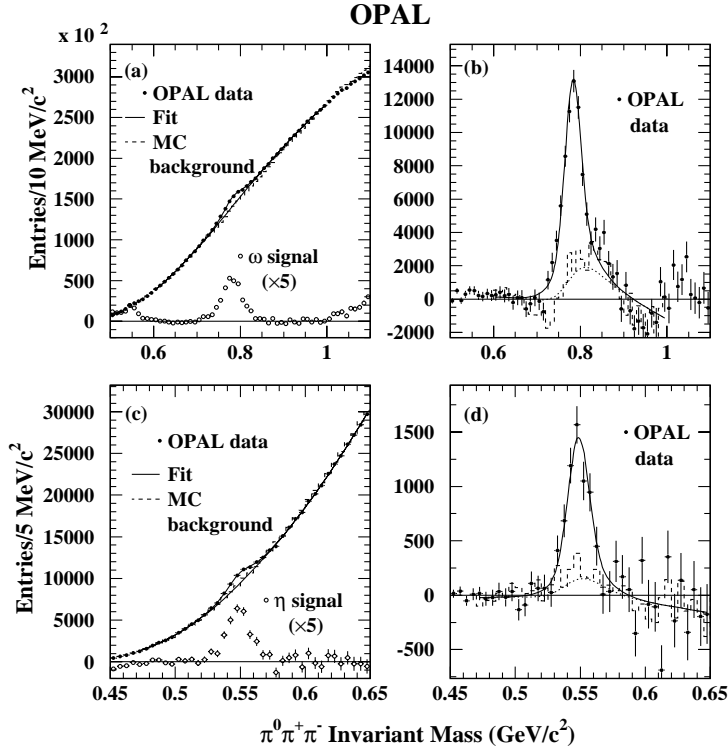 OPAL
x 10²
Entries/10 MeV/c²
3000
2500
2000
1500
1000
500
0
(a)
OPAL data
Fit
MC
background
ω signal
(×5)
0.6 0.8 1
14000
12000
10000
8000
6000
4000
2000
0
-2000
(b)
OPAL
data
0.6 0.8 1
Entries/5 MeV/c²
30000
25000
20000
15000
10000
5000
0
(c)
OPAL data
Fit
MC
background
η signal
(×5)
0.45 0.5 0.55 0.6 0.65
1500
1000
500
250
0
-500
(d)
OPAL
data
0.45 0.5 0.55 0.6 0.65
π⁰π⁺π⁻ Invariant Mass (GeV/c²)